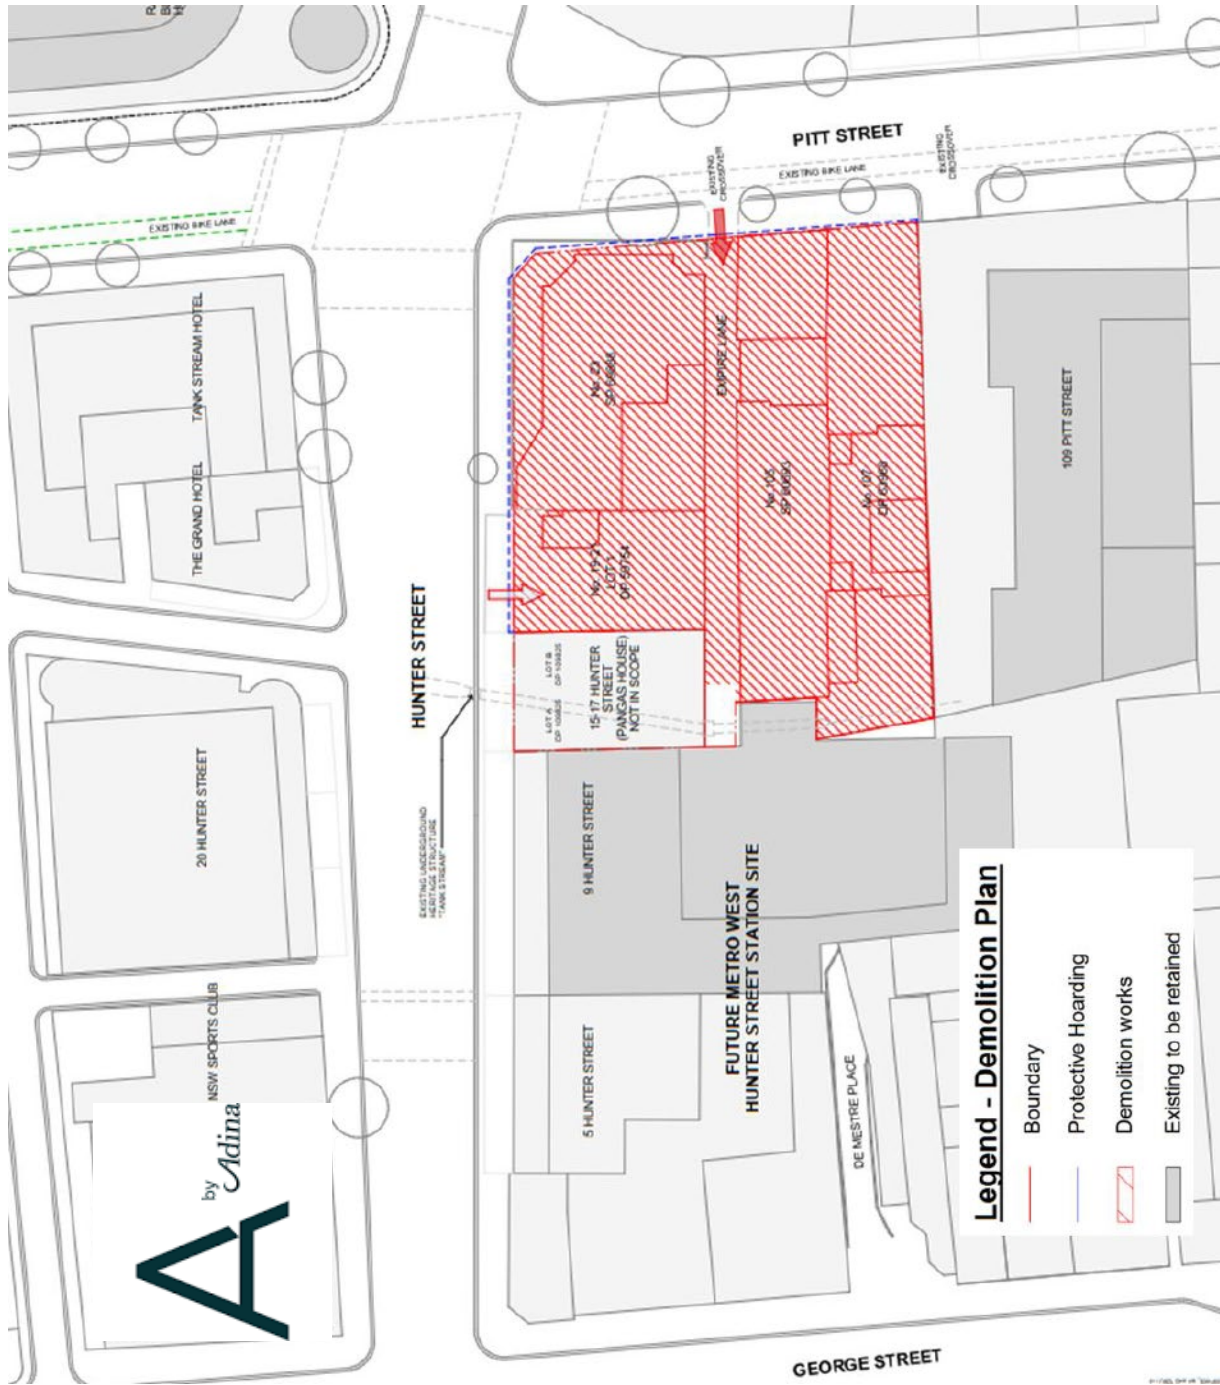 PITT STREET
EXISTING BIKE LANE
EXISTING
CROSSOVER
EXISTING
CROSSOVER
EXISTING BIKE LANE
TANK STREAM HOTEL
THE GRAND HOTEL
No. 23
EMPIRE LANE
109 PITT STREET
No. 105
No. 107
No. 19-21
LOT 1
DP 59754
HUNTER STREET
LOT A
LOT B
15-17 HUNTER
STREET
(PANGAS HOUSE)
NOT IN SCOPE
EXISTING UNDERGROUND
HERITAGE STRUCTURE
"TANK STREAM"
20 HUNTER STREET
9 HUNTER STREET
FUTURE METRO WEST
HUNTER STREET STATION SITE
NSW SPORTS CLUB
5 HUNTER STREET
DE MESTRE PLACE
A
by
Adina
Legend - Demolition Plan
Boundary
Protective Hoarding
Demolition works
Existing to be retained
GEORGE STREET